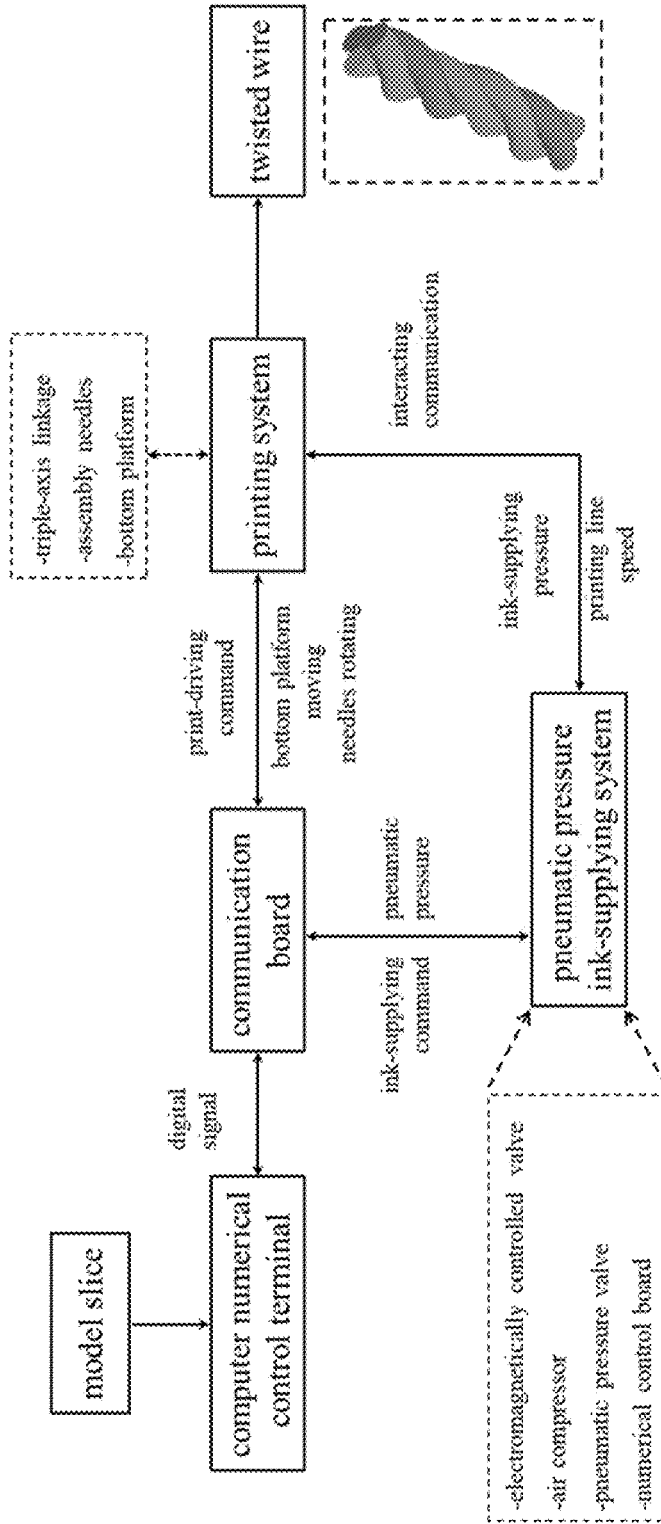 model slice
computer numerical
control terminal
digital
signal
communication
board
print-driving
command
bottom platform
moving
needles rotating
-triple-axis linkage
-assembly needles
-bottom platform
printing system
twisted wire
ink-supplying
command
pneumatic
pressure
ink-supplying
pressure
printing line
speed
interacting
communication
-electromagnetically controlled valve
-air compressor
-pneumatic pressure valve
-numerical control board
pneumatic pressure
ink-supplying system